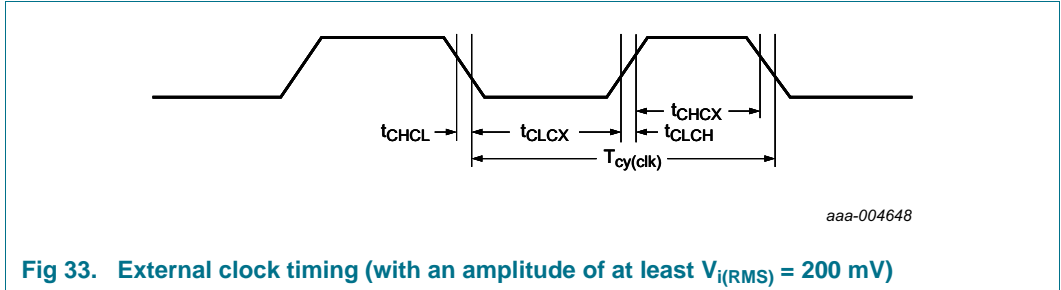 tCHCX
tCHCL
tCLCX
tCLCH
Tcy(clk)
aaa-004648
Fig 33. External clock timing (with an amplitude of at least Vi(RMS) = 200 mV)